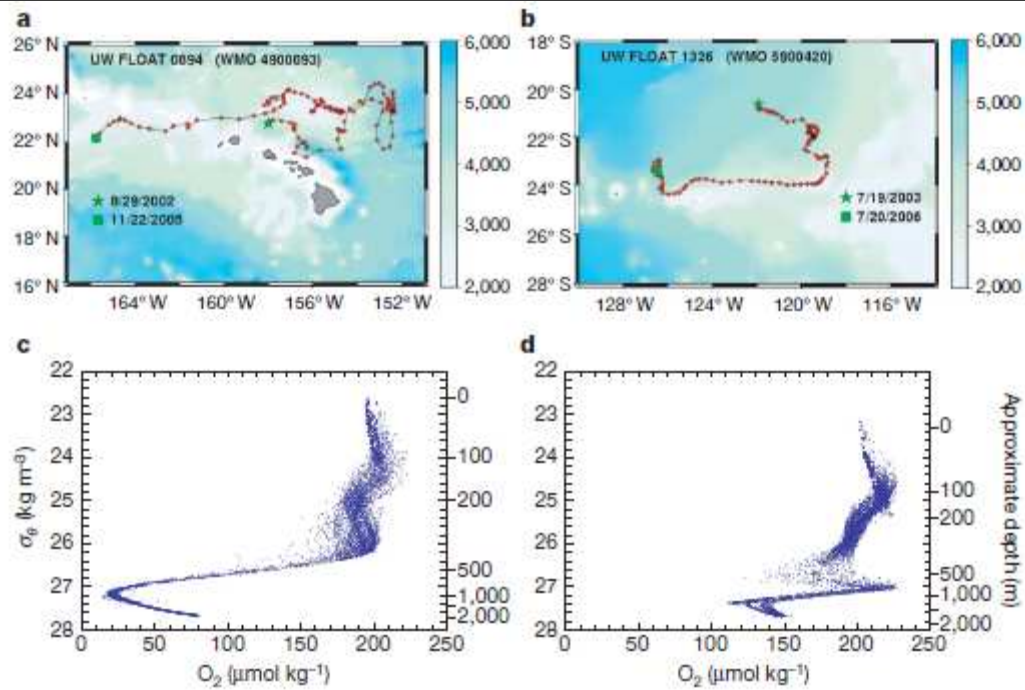 a
26° N
24° N
22° N
20° N
18° N
16° N
UW FLOAT 0894 (WMO 4900093)
8/29/2002
11/22/2005
164° W 160° W 156° W 152° W
6,000
5,000
4,000
3,000
2,000
b
18° S
20° S
22° S
24° S
26° S
28° S
UW FLOAT 1326 (WMO 5900420)
7/19/2003
7/20/2006
128° W 124° W 120° W 116° W
6,000
5,000
4,000
3,000
2,000
c
22
23
24
25
26
27
28
σθ (kg m⁻³)
0
100
200
500
1,000
2,000
0 50 100 150 200 250
O₂ (μmol kg⁻¹)
d
22
23
24
25
26
27
28
0
100
200
500
1,000
2,000
Approximate depth (m)
0 50 100 150 200 250
O₂ (μmol kg⁻¹)